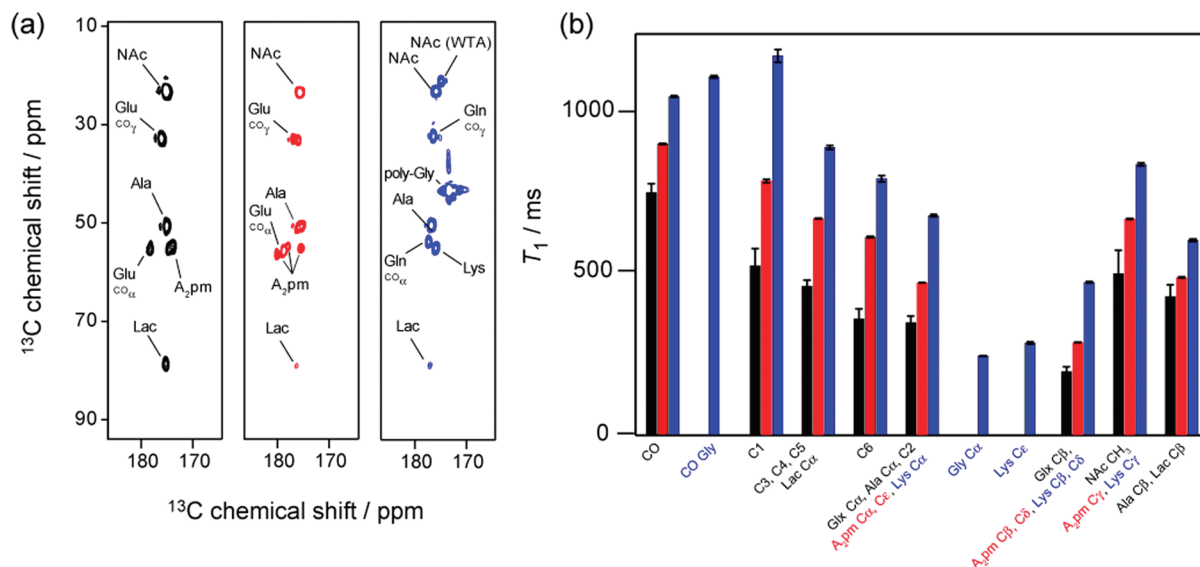 (a)
13C chemical shift / ppm
10
30
50
70
90
NAc
Glu
COγ
Ala
Glu
COα
A2pm
Lac
180 170
NAc
Glu
COγ
Ala
Glu
COα
A2pm
Lac
180 170
NAc (WTA)
NAc
Gln
COγ
poly-Gly
Ala
Gln
COα
Lys
Lac
180 170
13C chemical shift / ppm
(b)
T1 / ms
1000
500
0
CO
CO Gly
C1
C3, C4, C5
Lac Cα
C6
Glx Cα, Ala Cα, C2
A2pm Cα, Cε, Lys Cα
Gly Cα
Lys Cε
Glx Cβ,
A2pm Cβ, Cδ, Lys Cβ, Cδ
NAc CH3
A2pm Cγ, Lys Cγ
Ala Cβ, Lac Cβ